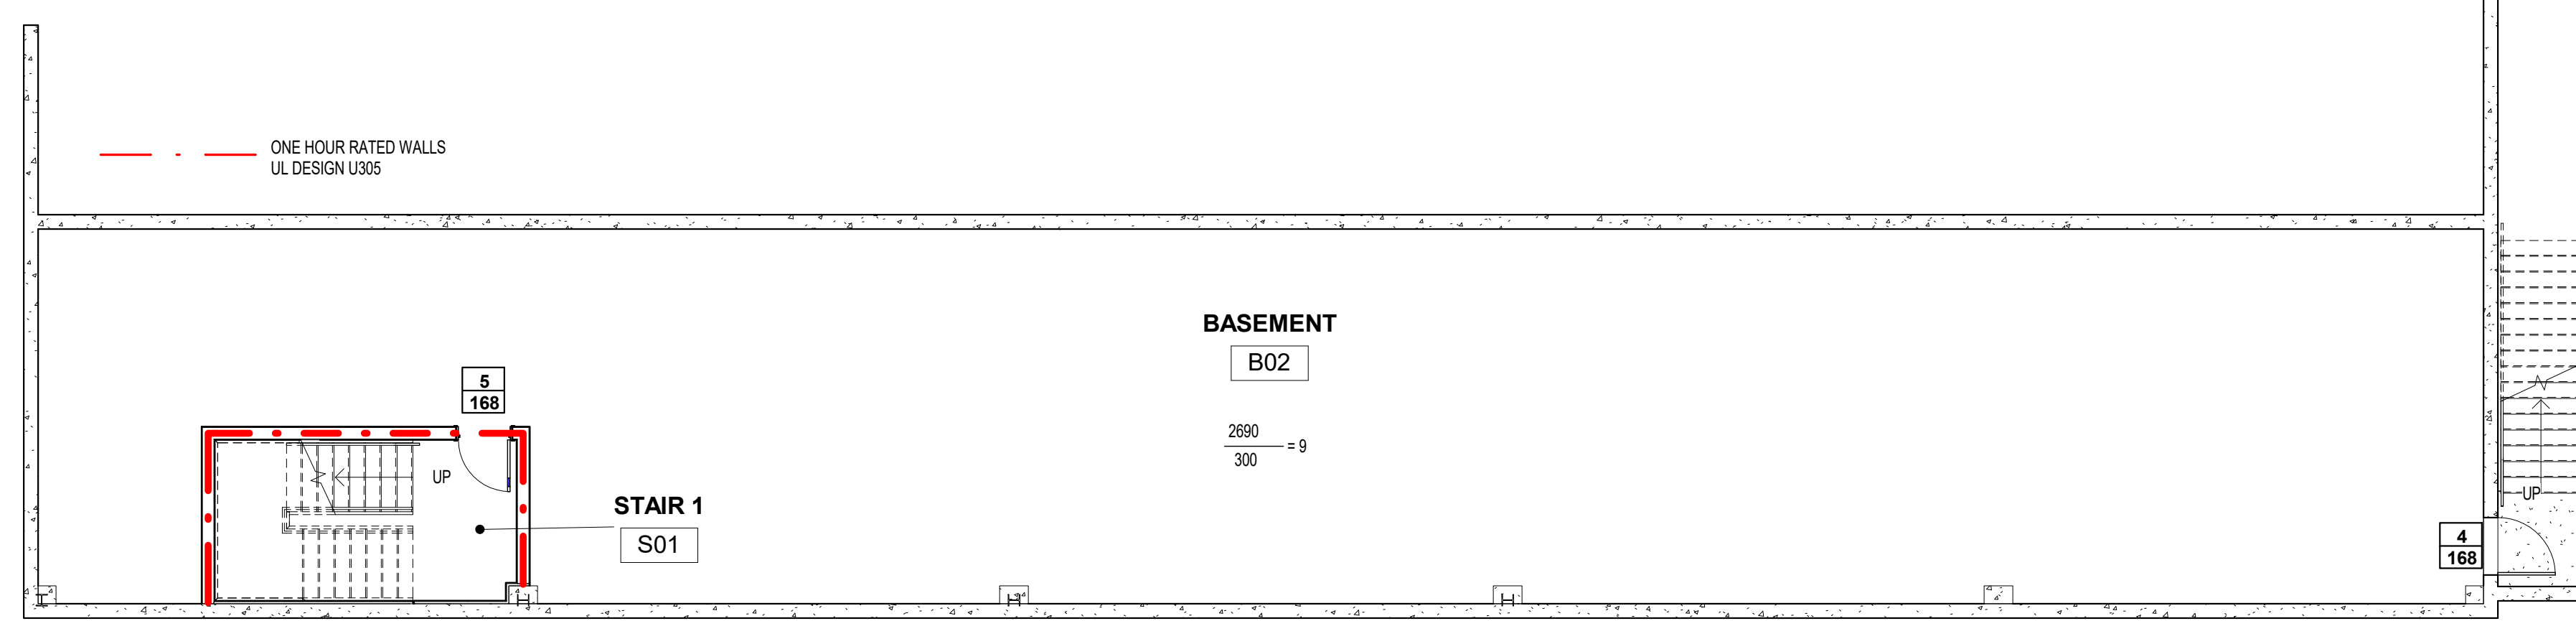 ONE HOUR RATED WALLS
UL DESIGN U305
BASEMENT
B02
2690
300
= 9
5
168
UP
STAIR 1
S01
UP
4
168